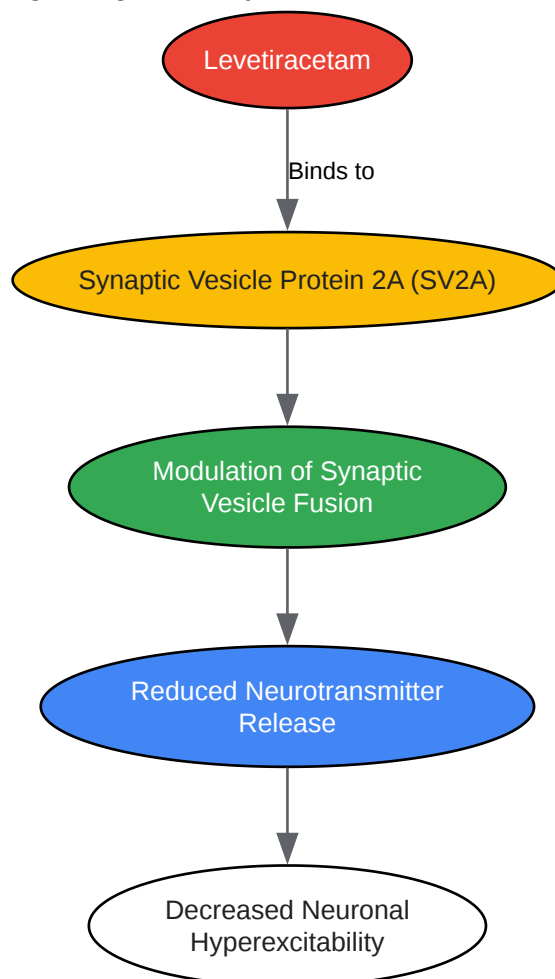 Levetiracetam
Binds to
Synaptic Vesicle Protein 2A (SV2A)
Modulation of Synaptic
Vesicle Fusion
Reduced Neurotransmitter
Release
Decreased Neuronal
Hyperexcitability